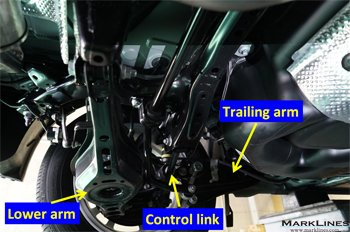 Trailing arm
Lower arm
Control link
MARKLINES
www.marklines.com